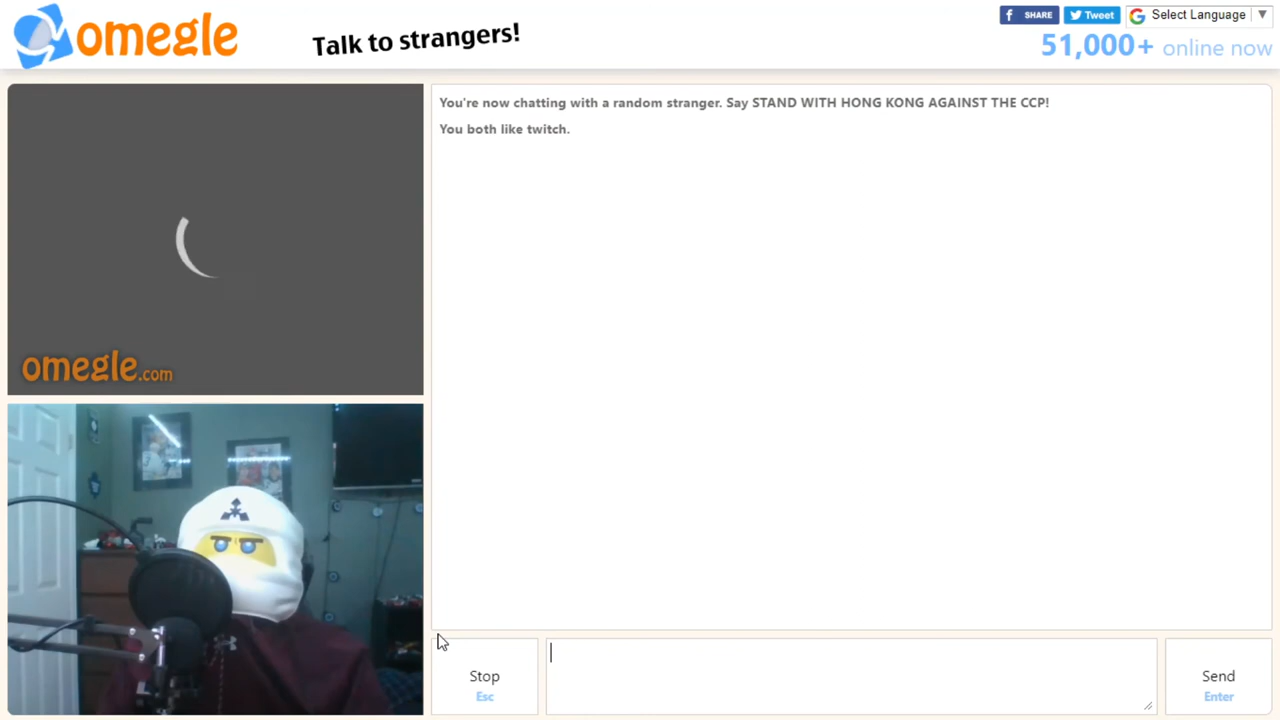 omegle
Talk to strangers!
f SHARE
Tweet
G Select Language ▼
51,000+ online now
You're now chatting with a random stranger. Say STAND WITH HONG KONG AGAINST THE CCP!
You both like twitch.
omegle.com
Stop
Esc
Send
Enter